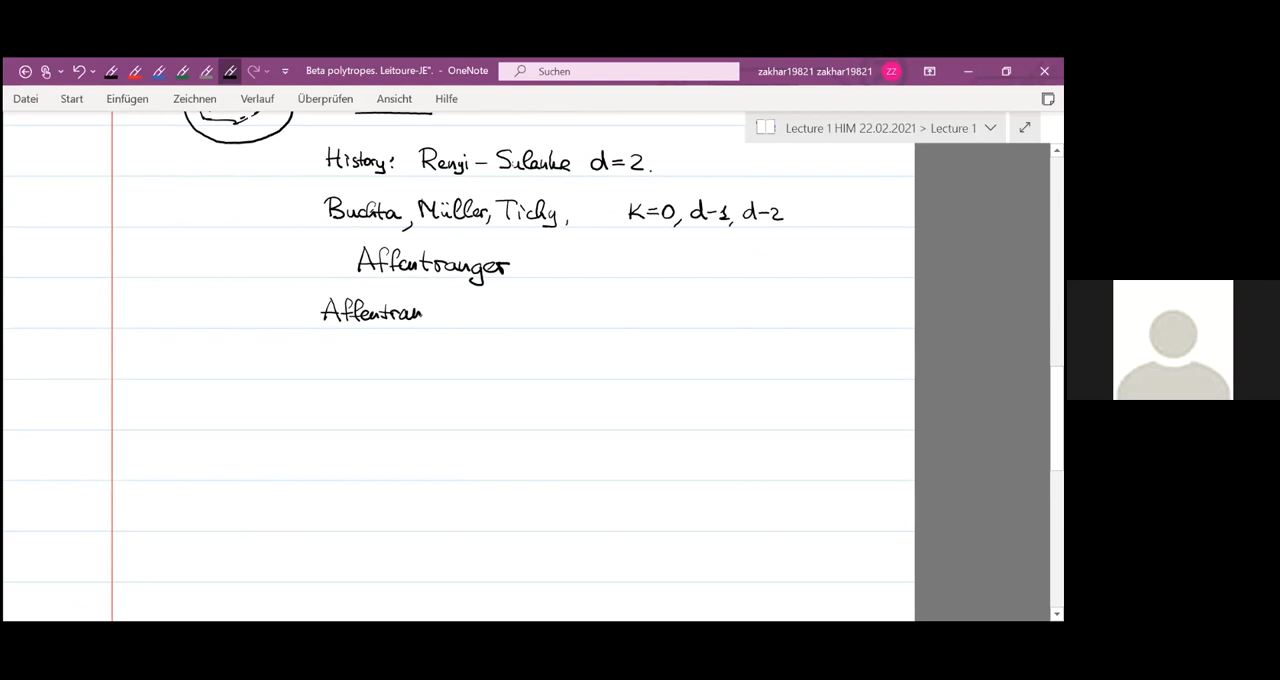 Beta polytopes. Leitoure-JE". - OneNote
Suchen
zakhar19821 zakhar19821
ZZ
Datei Start Einfügen Zeichnen Verlauf Überprüfen Ansicht Hilfe
Lecture 1 HIM 22.02.2021 > Lecture 1
History: Renyi - Sulanke d=2.
Buchta, Müller, Tichy, K=0, d-1, d-2
Affentranger
Affentran